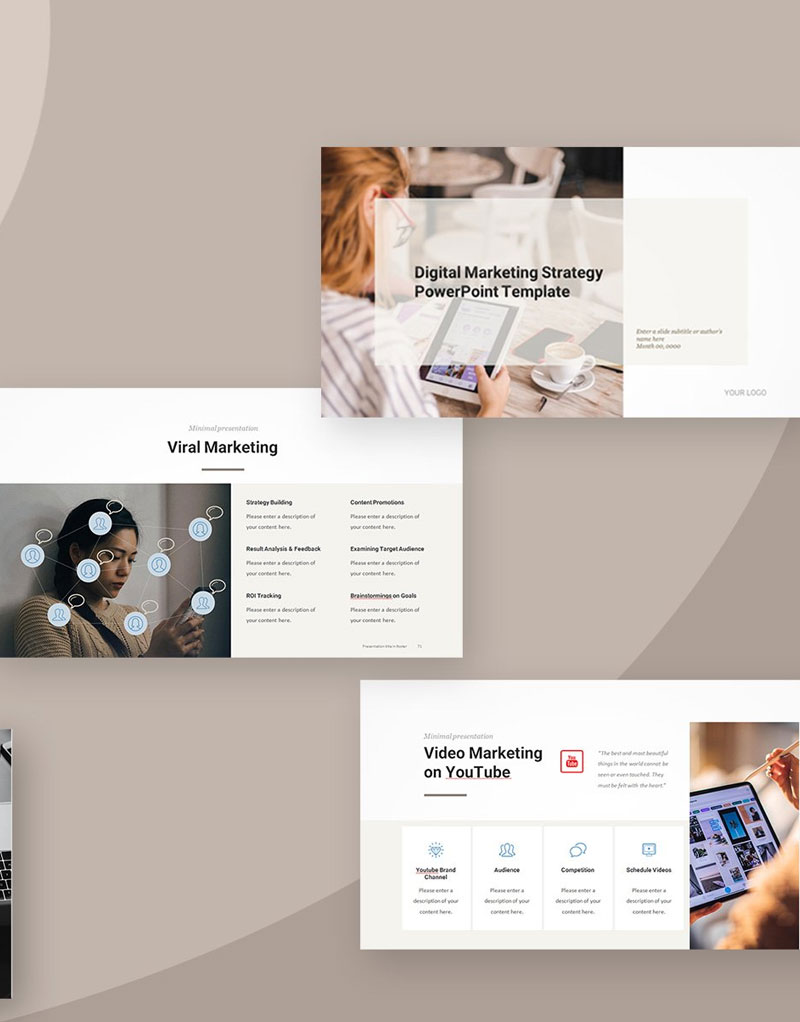 Digital Marketing Strategy
PowerPoint Template
Enter a slide subtitle or author's
name here
Month 00, 0000
YOUR LOGO
Minimal presentation
Viral Marketing
Strategy Building
Please enter a description of
your content here.
Content Promotions
Please enter a description of
your content here.
Result Analysis & Feedback
Please enter a description of
your content here.
Examining Target Audience
Please enter a description of
your content here.
ROI Tracking
Please enter a description of
your content here.
Brainstormings on Goals
Please enter a description of
your content here.
Minimal presentation
Video Marketing
on YouTube
You
Tube
"The best and most beautiful
things in the world cannot be
seen or even touched. They
must be felt with the heart."
Youtube Brand
Channel
Please enter a
description of your
content here.
Audience
Please enter a
description of your
content here.
Competition
Please enter a
description of your
content here.
Schedule Videos
Please enter a
description of your
content here.